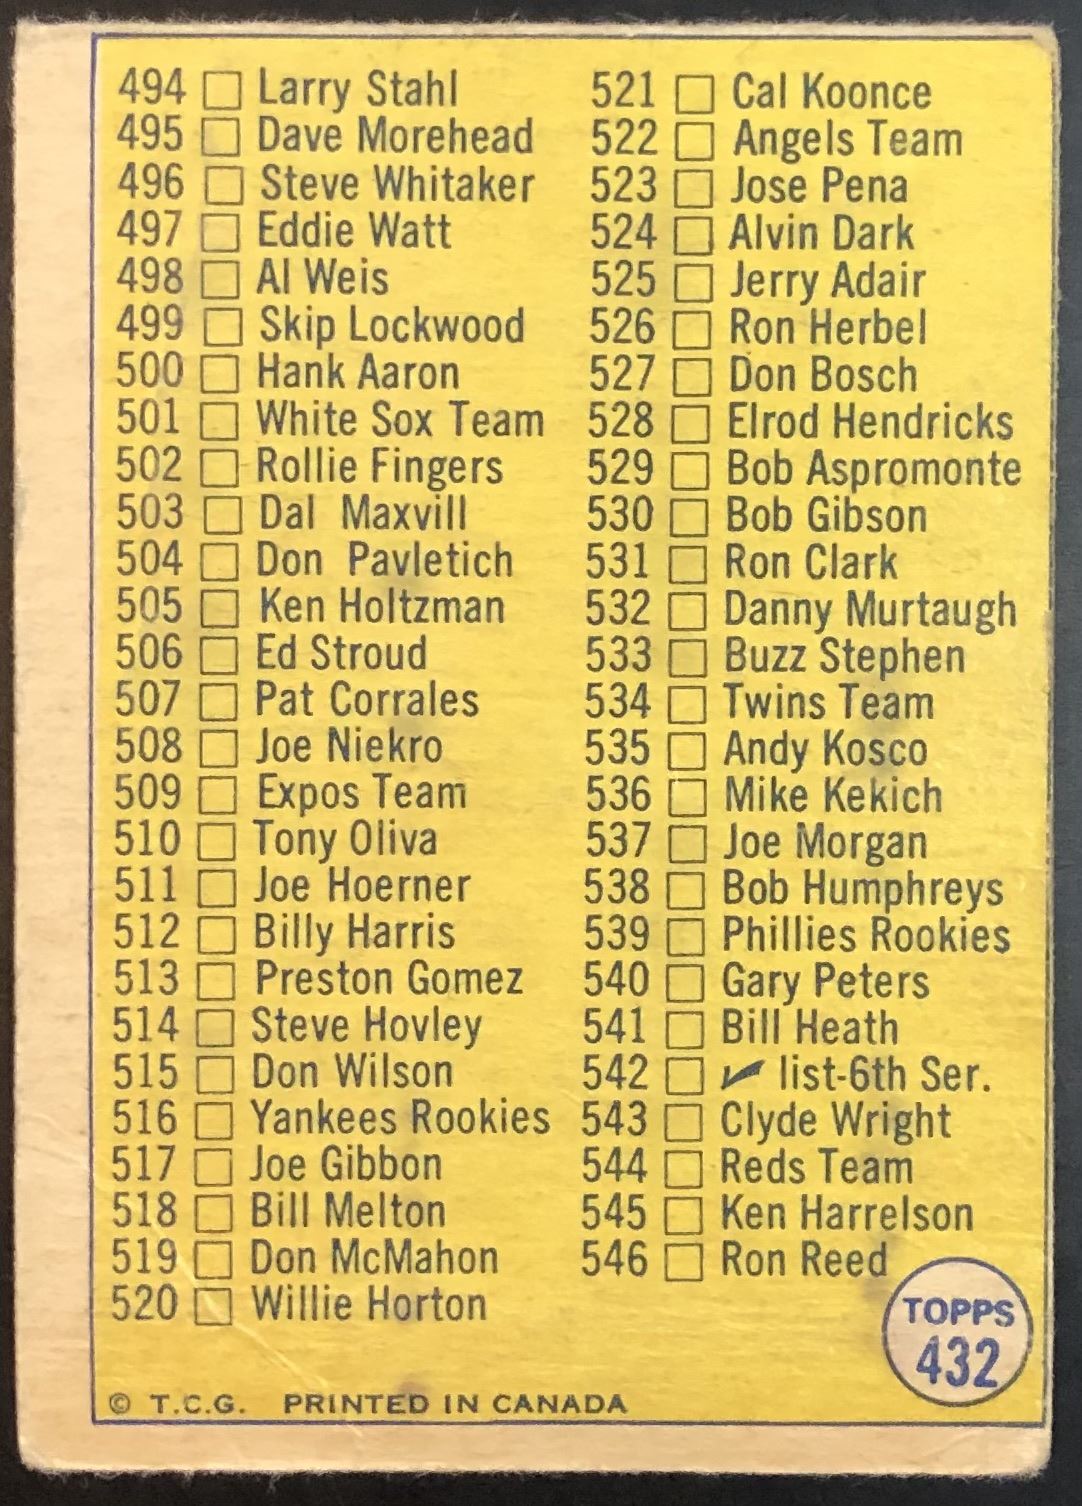 494 Larry Stahl
495 Dave Morehead
496 Steve Whitaker
497 Eddie Watt
498 Al Weis
499 Skip Lockwood
500 Hank Aaron
501 White Sox Team
502 Rollie Fingers
503 Dal Maxvill
504 Don Pavletich
505 Ken Holtzman
506 Ed Stroud
507 Pat Corrales
508 Joe Niekro
509 Expos Team
510 Tony Oliva
511 Joe Hoerner
512 Billy Harris
513 Preston Gomez
514 Steve Hovley
515 Don Wilson
516 Yankees Rookies
517 Joe Gibbon
518 Bill Melton
519 Don McMahon
520 Willie Horton
521 Cal Koonce
522 Angels Team
523 Jose Pena
524 Alvin Dark
525 Jerry Adair
526 Ron Herbel
527 Don Bosch
528 Elrod Hendricks
529 Bob Aspromonte
530 Bob Gibson
531 Ron Clark
532 Danny Murtaugh
533 Buzz Stephen
534 Twins Team
535 Andy Kosco
536 Mike Kekich
537 Joe Morgan
538 Bob Humphreys
539 Phillies Rookies
540 Gary Peters
541 Bill Heath
542 ✔ list-6th Ser.
543 Clyde Wright
544 Reds Team
545 Ken Harrelson
546 Ron Reed
TOPPS
432
© T.C.G. PRINTED IN CANADA